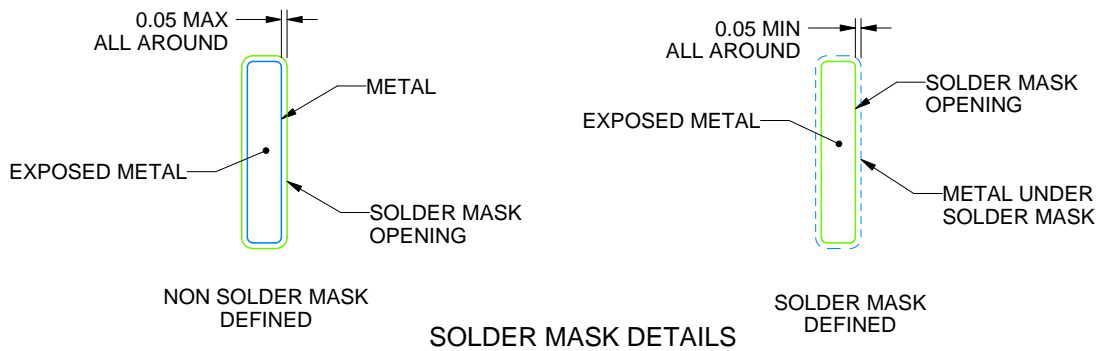 0.05 MAX
ALL AROUND
METAL
EXPOSED METAL
SOLDER MASK
OPENING
NON SOLDER MASK
DEFINED
0.05 MIN
ALL AROUND
SOLDER MASK
OPENING
EXPOSED METAL
METAL UNDER
SOLDER MASK
SOLDER MASK
DEFINED
SOLDER MASK DETAILS